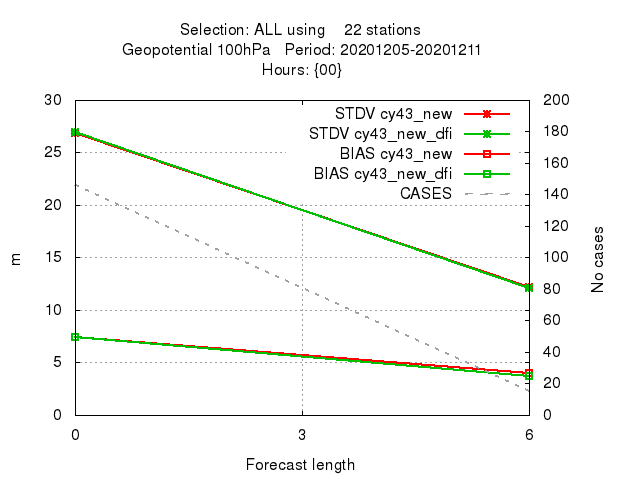 Selection: ALL using    22 stations
Geopotential 100hPa   Period: 20201205-20201211
Hours: {00}
30
25
20
15
10
5
0
m
200
180
160
140
120
100
80
60
40
20
0
No cases
STDV cy43_new
STDV cy43_new_dfi
BIAS cy43_new
BIAS cy43_new_dfi
CASES
0 3 6
Forecast length